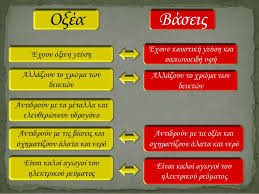 Οξέα
Βάσεις
Έχουν όξινη γεύση
Έχουν καυστική γεύση και
σαπωνοειδή υφή
Αλλάζουν το χρώμα των
δεικτών
Αλλάζουν το χρώμα των
δεικτών
Αντιδρούν με τα μέταλλα και
ελευθερώνουν υδρογόνο
Αντιδρούν με τις βάσεις και
σχηματίζουν άλατα και νερό
Αντιδρούν με τα οξέα και
σχηματίζουν άλατα και νερό
Είναι καλοί αγωγοί του
ηλεκτρικού ρεύματος
Είναι καλοί αγωγοί του
ηλεκτρικού ρεύματος